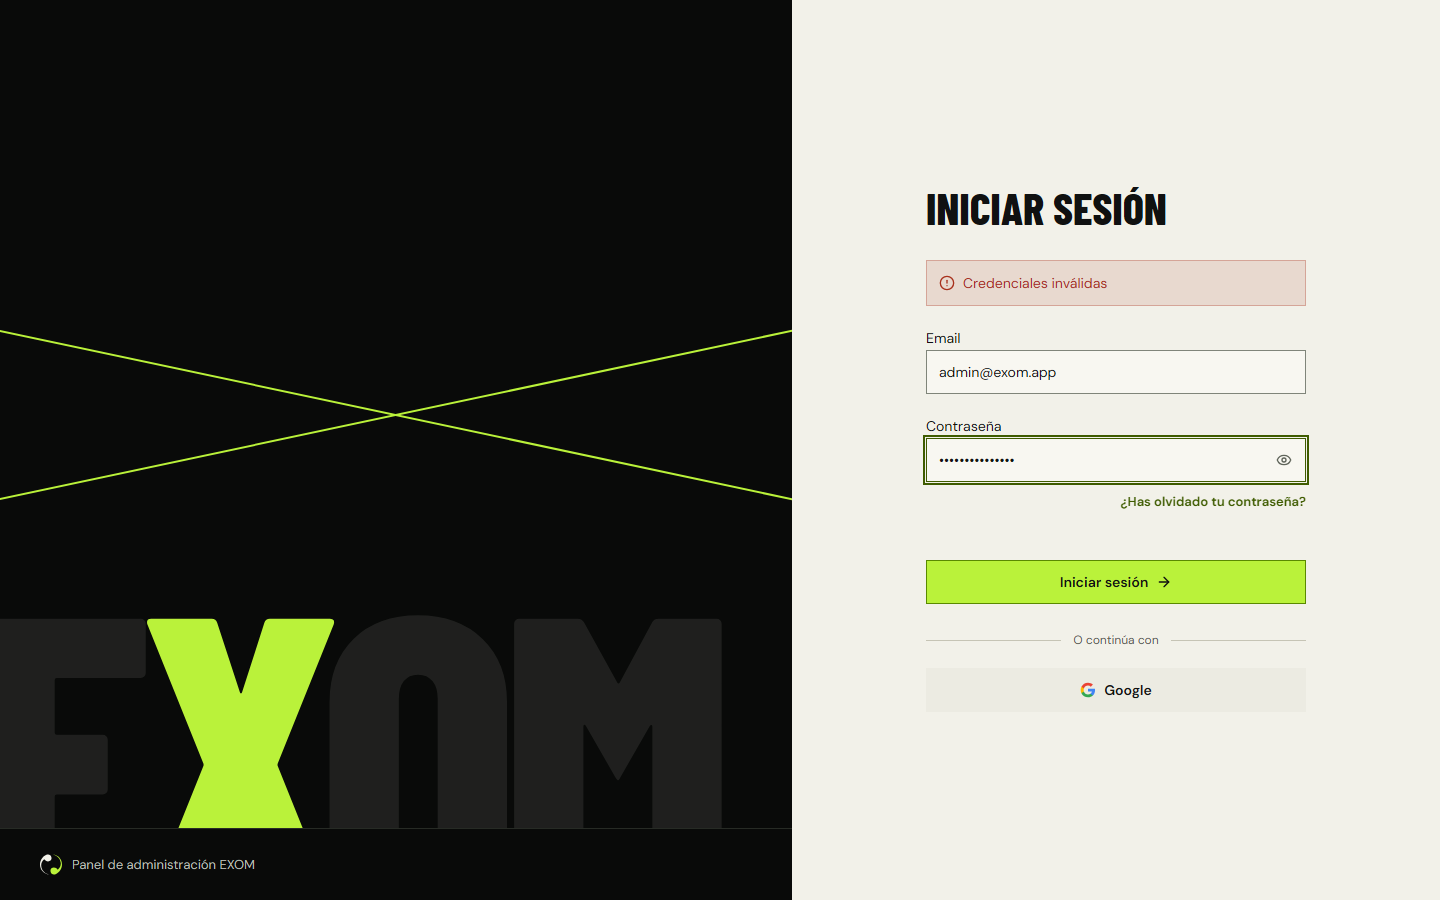 EXOM
Panel de administración EXOM
INICIAR SESIÓN
Credenciales inválidas
Email
admin@exom.app
Contraseña
•••••••••••••••
¿Has olvidado tu contraseña?
Iniciar sesión →
O continúa con
Google